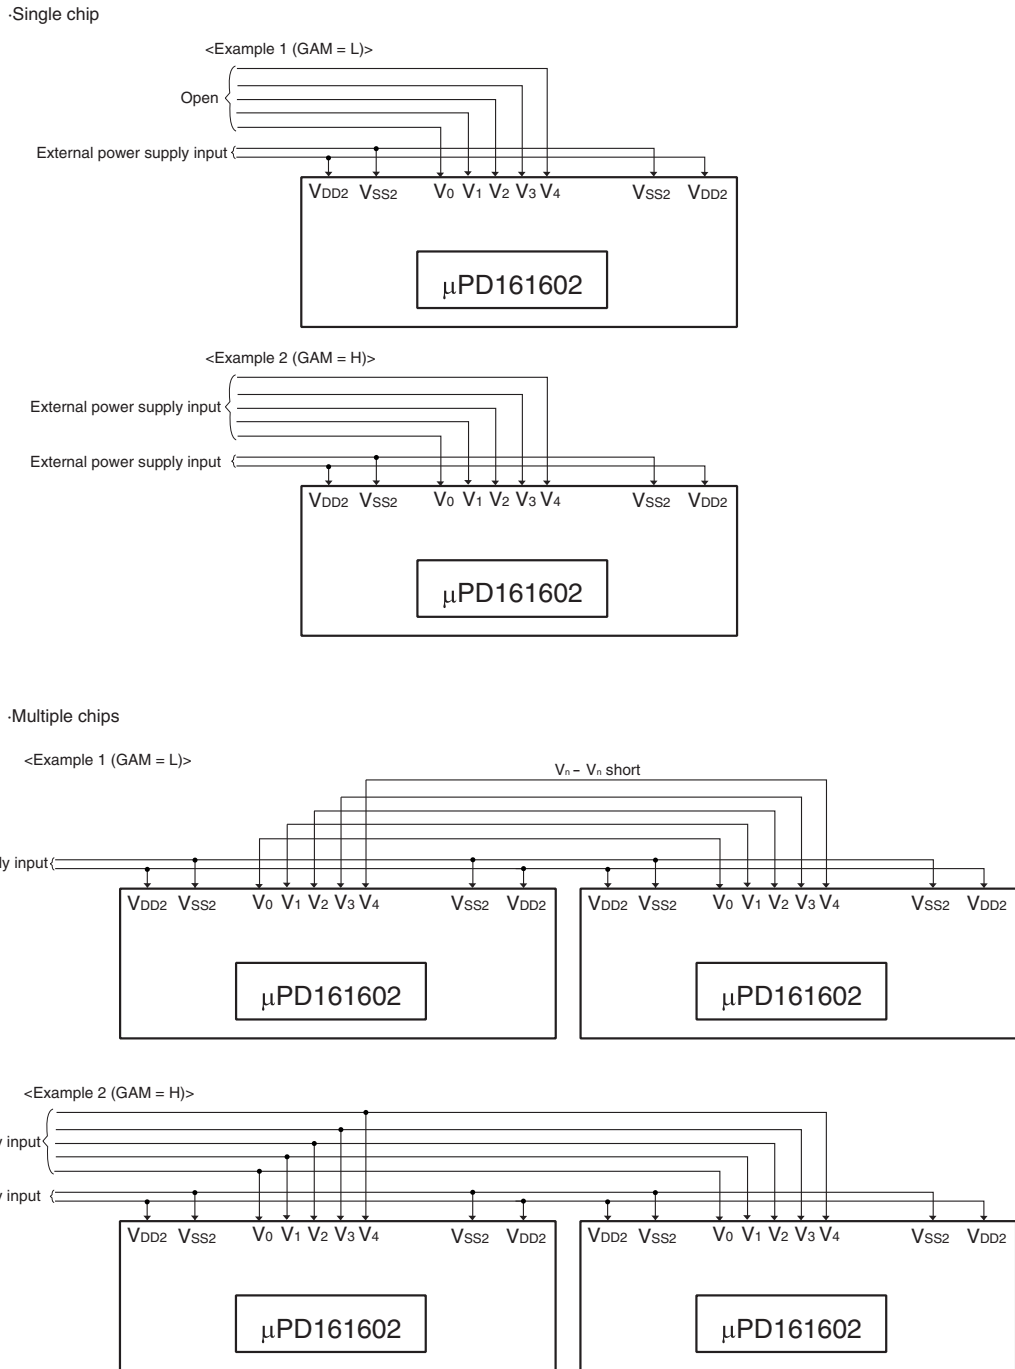 ·Single chip
<Example 1 (GAM = L)>
Open
External power supply input
VDD2 VSS2 V0 V1 V2 V3 V4 VSS2 VDD2
μPD161602
<Example 2 (GAM = H)>
External power supply input
External power supply input
VDD2 VSS2 V0 V1 V2 V3 V4 VSS2 VDD2
μPD161602
·Multiple chips
<Example 1 (GAM = L)>
Vn – Vn short
input
VDD2 VSS2 V0 V1 V2 V3 V4 VSS2 VDD2 VDD2 VSS2 V0 V1 V2 V3 V4 VSS2 VDD2
μPD161602 μPD161602
<Example 2 (GAM = H)>
input
input
VDD2 VSS2 V0 V1 V2 V3 V4 VSS2 VDD2 VDD2 VSS2 V0 V1 V2 V3 V4 VSS2 VDD2
μPD161602 μPD161602